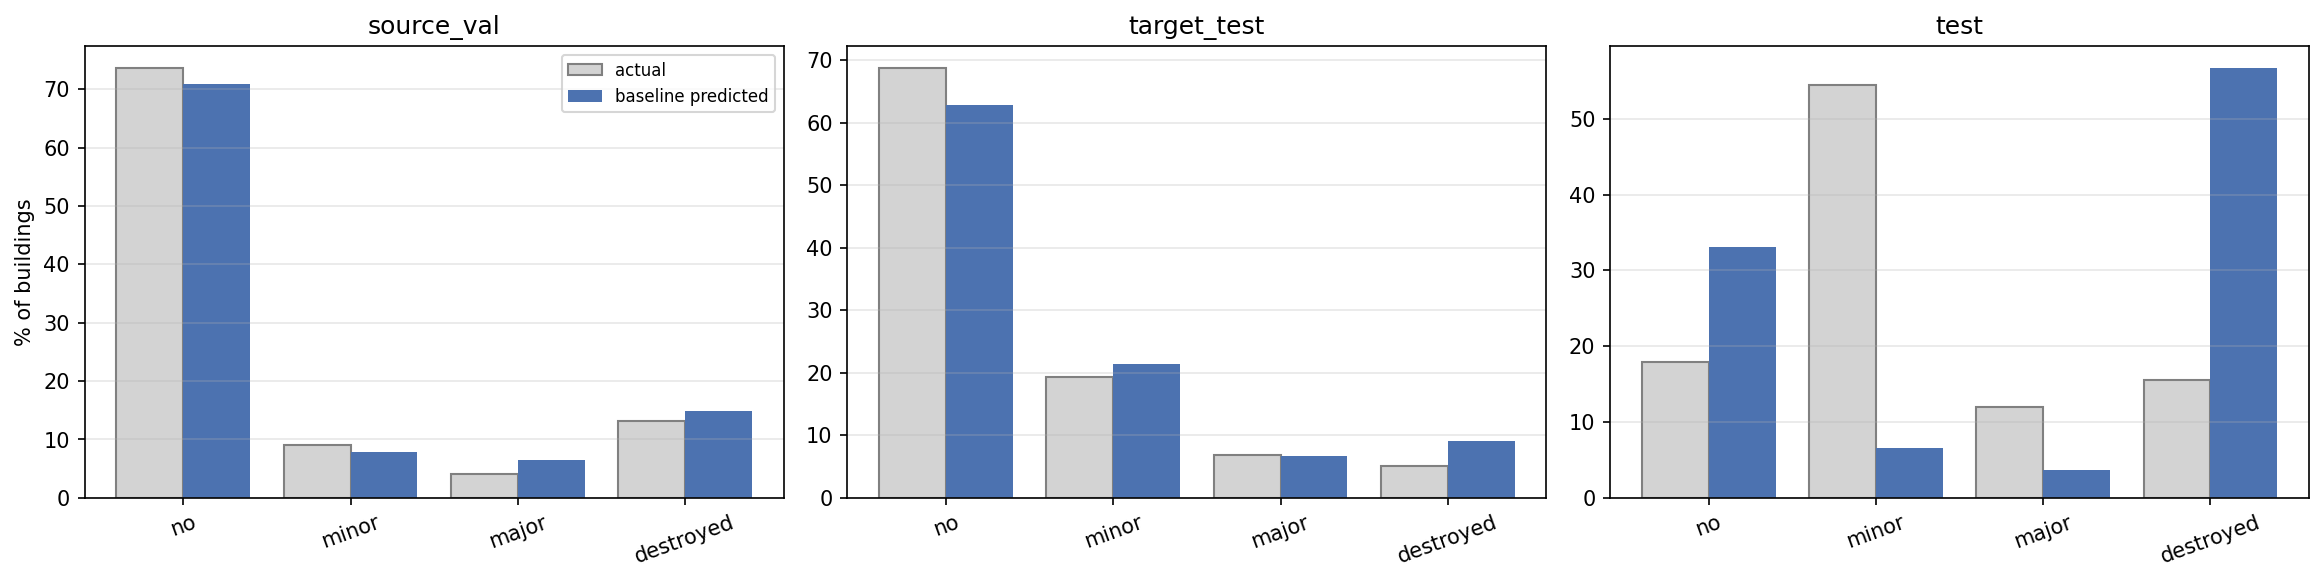 source_val
target_test
test
actual
baseline predicted
% of buildings
70
60
50
40
30
20
10
0
no
minor
major
destroyed
70
60
50
40
30
20
10
0
no
minor
major
destroyed
50
40
30
20
10
0
no
minor
major
destroyed